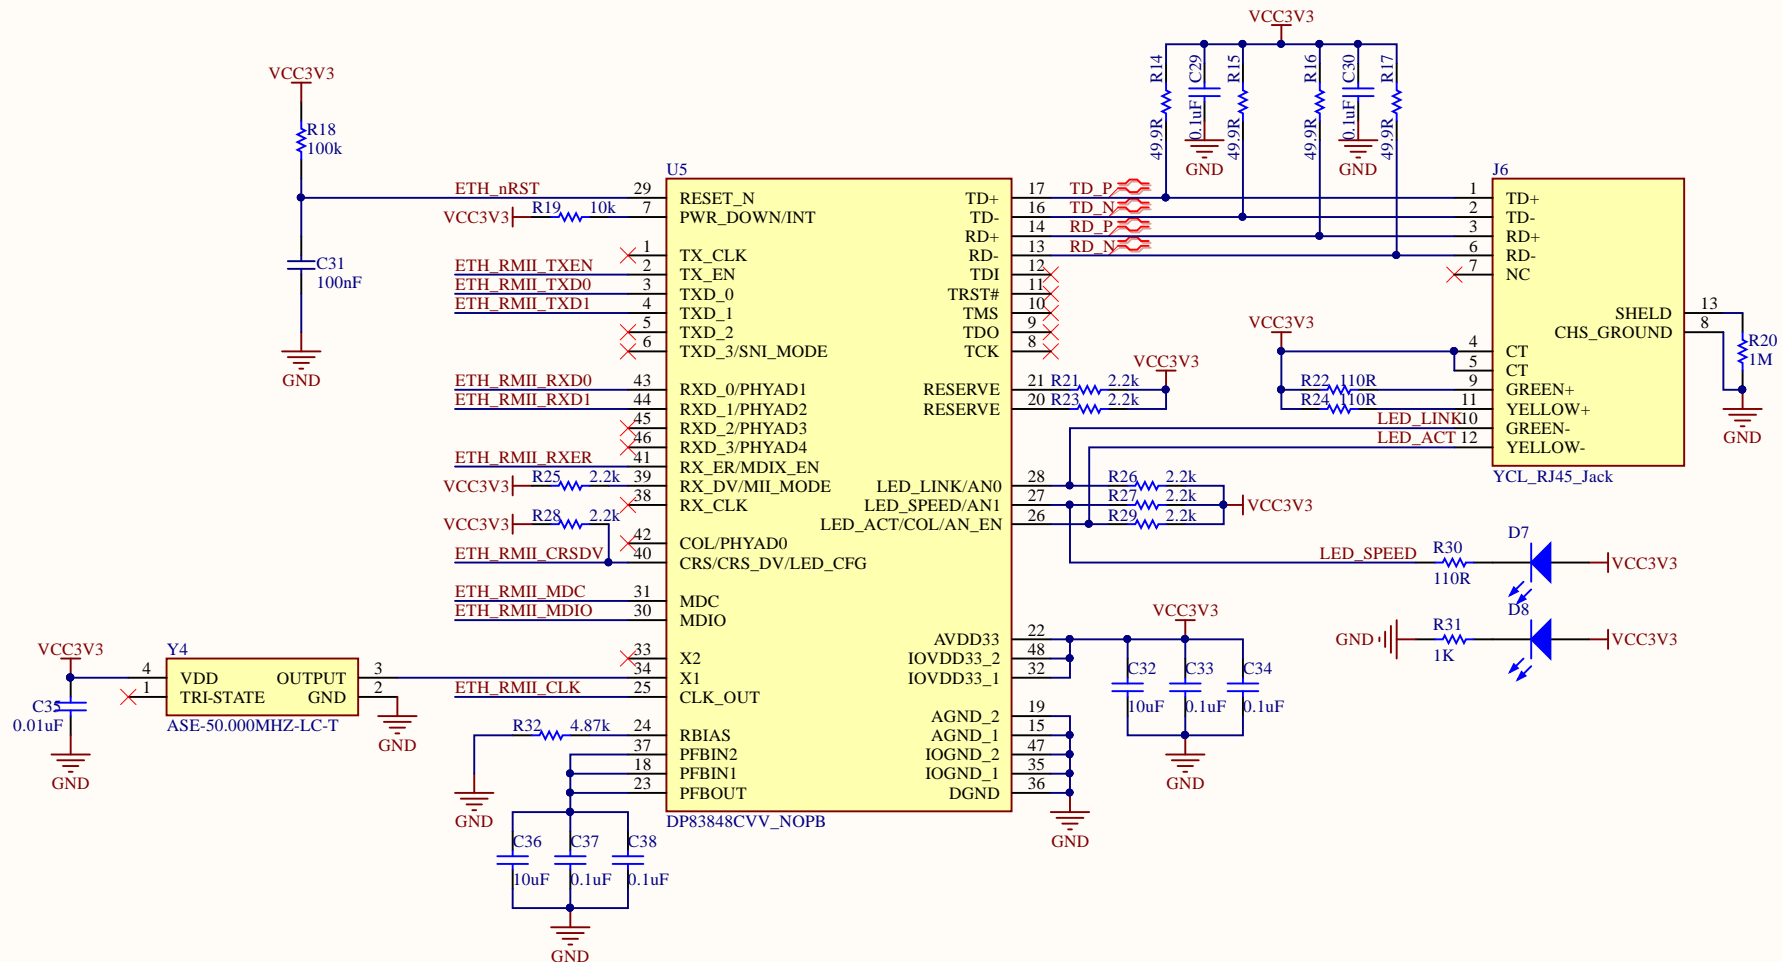 VCC3V3
R14
C29
R15
R16
C30
R17
49.9R
0.1uF
49.9R
49.9R
0.1uF
49.9R
GND
GND
VCC3V3
R18
100k
C31
100nF
GND
U5
ETH_nRST 29 RESET_N
VCC3V3 R19 10k 7 PWR_DOWN/INT
1 TX_CLK
ETH_RMII_TXEN 2 TX_EN
ETH_RMII_TXD0 3 TXD_0
ETH_RMII_TXD1 4 TXD_1
5 TXD_2
6 TXD_3/SNI_MODE
ETH_RMII_RXD0 43 RXD_0/PHYAD1
ETH_RMII_RXD1 44 RXD_1/PHYAD2
45 RXD_2/PHYAD3
46 RXD_3/PHYAD4
ETH_RMII_RXER 41 RX_ER/MDIX_EN
VCC3V3 R25 2.2k 39 RX_DV/MII_MODE
38 RX_CLK
VCC3V3 R28 2.2k
42 COL/PHYAD0
ETH_RMII_CRSDV 40 CRS/CRS_DV/LED_CFG
ETH_RMII_MDC 31 MDC
ETH_RMII_MDIO 30 MDIO
33 X2
34 X1
ETH_RMII_CLK 25 CLK_OUT
R32 4.87k 24 RBIAS
37 PFBIN2
18 PFBIN1
23 PFBOUT
GND
DP83848CVV_NOPB
TD+ 17 TD_P
TD- 16 TD_N
RD+ 14 RD_P
RD- 13 RD_N
TDI 12
TRST# 11
TMS 10
TDO 9
TCK 8
VCC3V3
RESERVE 21 R21 2.2k
RESERVE 20 R23 2.2k
LED_LINK/AN0 28 R26 2.2k
LED_SPEED/AN1 27 R27 2.2k VCC3V3
LED_ACT/COL/AN_EN 26 R29 2.2k
VCC3V3
AVDD33 22
IOVDD33_2 48
IOVDD33_1 32
C32 C33 C34
10uF 0.1uF 0.1uF
GND
AGND_2 19
AGND_1 15
IOGND_2 47
IOGND_1 35
DGND 36
GND
J6
1 TD+
2 TD-
3 RD+
6 RD-
7 NC
SHELD 13
CHS_GROUND 8
R20
1M
GND
VCC3V3
4 CT
5 CT
R22 110R 9 GREEN+
R24 110R 11 YELLOW+
LED_LINK 10 GREEN-
LED_ACT 12 YELLOW-
YCL_RJ45_Jack
D7
LED_SPEED R30 VCC3V3
110R
D8
GND R31 VCC3V3
1K
VCC3V3
Y4
4 VDD OUTPUT 3
1 TRI-STATE GND 2
ASE-50.000MHZ-LC-T
C35
0.01uF
GND
GND
C36 C37 C38
10uF 0.1uF 0.1uF
GND